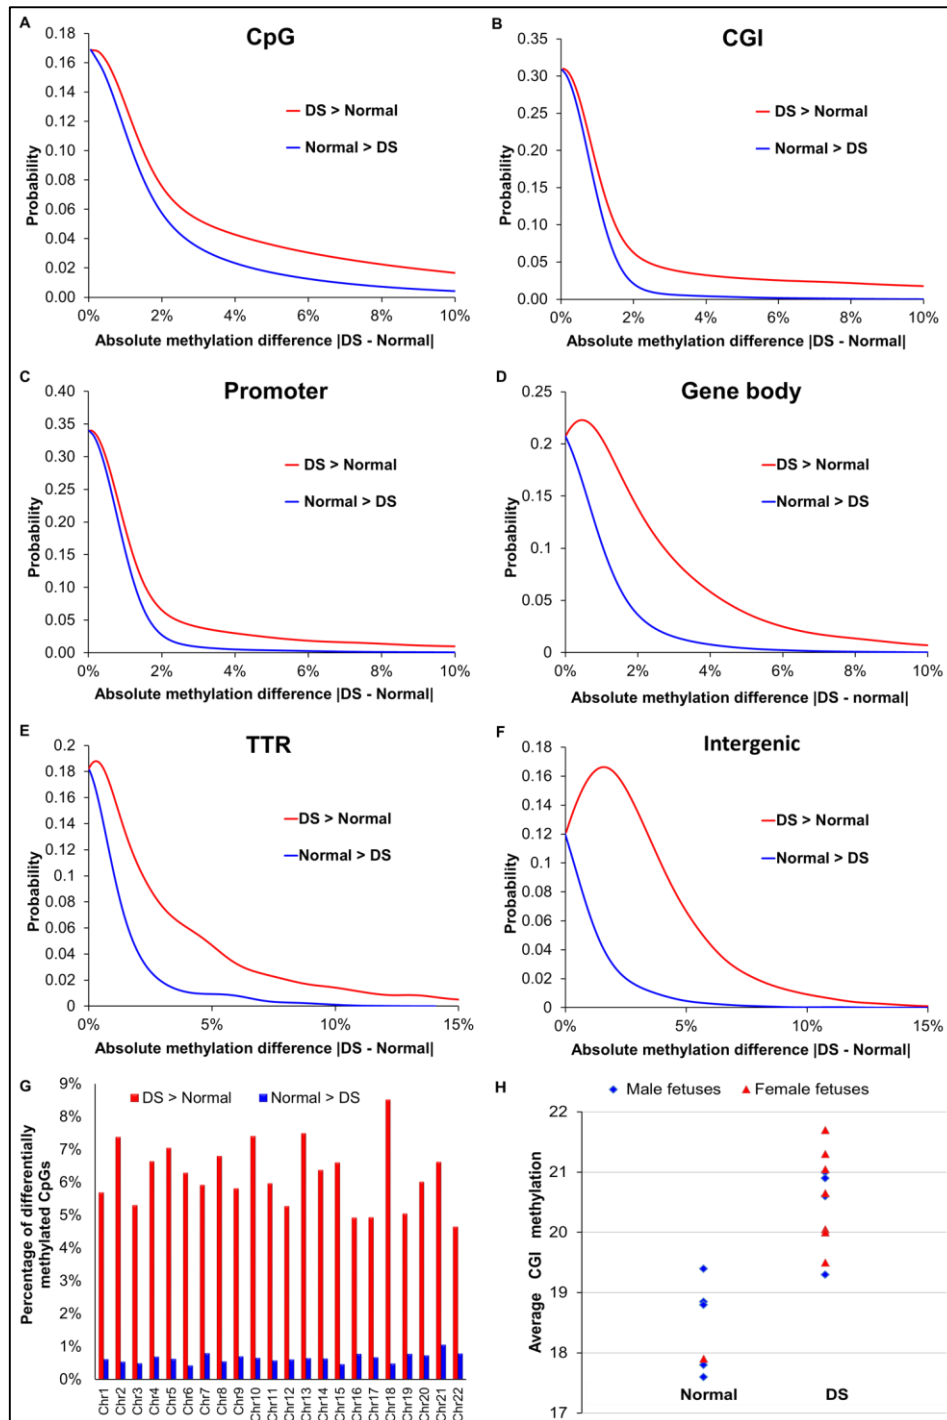 A
CpG
0.18
0.16
0.14
0.12
0.10
0.08
0.06
0.04
0.02
0.00
Probability
DS > Normal
Normal > DS
0% 2% 4% 6% 8% 10%
Absolute methylation difference |DS - Normal|
B
CGI
0.35
0.30
0.25
0.20
0.15
0.10
0.05
0.00
Probability
DS > Normal
Normal > DS
0% 2% 4% 6% 8% 10%
Absolute methylation difference |DS - Normal|
C
Promoter
0.40
0.35
0.30
0.25
0.20
0.15
0.10
0.05
0.00
Probability
DS > Normal
Normal > DS
0% 2% 4% 6% 8% 10%
Absolute methylation difference |DS - Normal|
D
Gene body
0.25
0.2
0.15
0.1
0.05
0
Probability
DS > Normal
Normal > DS
0% 2% 4% 6% 8% 10%
Absolute methylation difference |DS - normal|
E
TTR
0.2
0.18
0.16
0.14
0.12
0.1
0.08
0.06
0.04
0.02
0
Probability
DS > Normal
Normal > DS
0% 5% 10% 15%
Absolute methylation difference |DS - Normal|
F
Intergenic
0.18
0.16
0.14
0.12
0.1
0.08
0.06
0.04
0.02
0
Probability
DS > Normal
Normal > DS
0% 5% 10% 15%
Absolute methylation difference |DS - Normal|
G
9%
8%
7%
6%
5%
4%
3%
2%
1%
0%
Percentage of differentially
methylated CpGs
DS > Normal Normal > DS
Chr1
Chr2
Chr3
Chr4
Chr5
Chr6
Chr7
Chr8
Chr9
Chr10
Chr11
Chr12
Chr13
Chr14
Chr15
Chr16
Chr17
Chr18
Chr19
Chr20
Chr21
Chr22
H
Male fetuses Female fetuses
22
21
20
19
18
17
Average CGI methylation
Normal DS